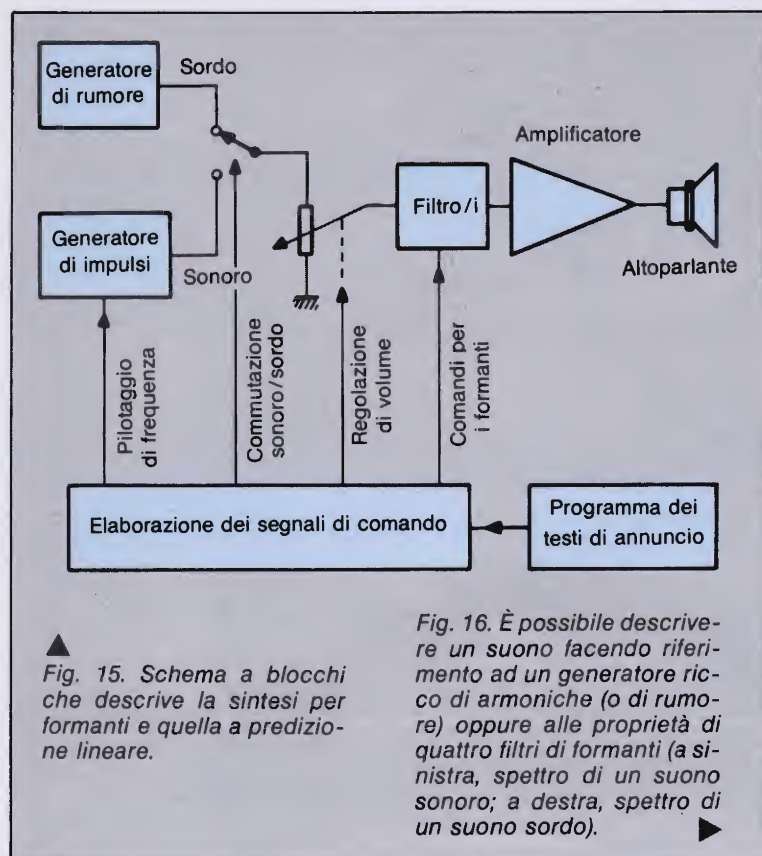 Generatore
di rumore
Sordo
Amplificatore
Filtro/i
Generatore
di impulsi
Sonoro
Altoparlante
Pilotaggio
di frequenza
Commutazione
sonoro/sordo
Regolazione
di volume
Comandi per
i formanti
Elaborazione dei segnali di comando
Programma dei
testi di annuncio
Fig. 15. Schema a blocchi
che descrive la sintesi per
formanti e quella a predizio-
ne lineare.
Fig. 16. È possibile descrive-
re un suono facendo riferi-
mento ad un generatore ric-
co di armoniche (o di rumo-
re) oppure alle proprietà di
quattro filtri di formanti (a si-
nistra, spettro di un suono
sonoro; a destra, spettro di
un suono sordo).